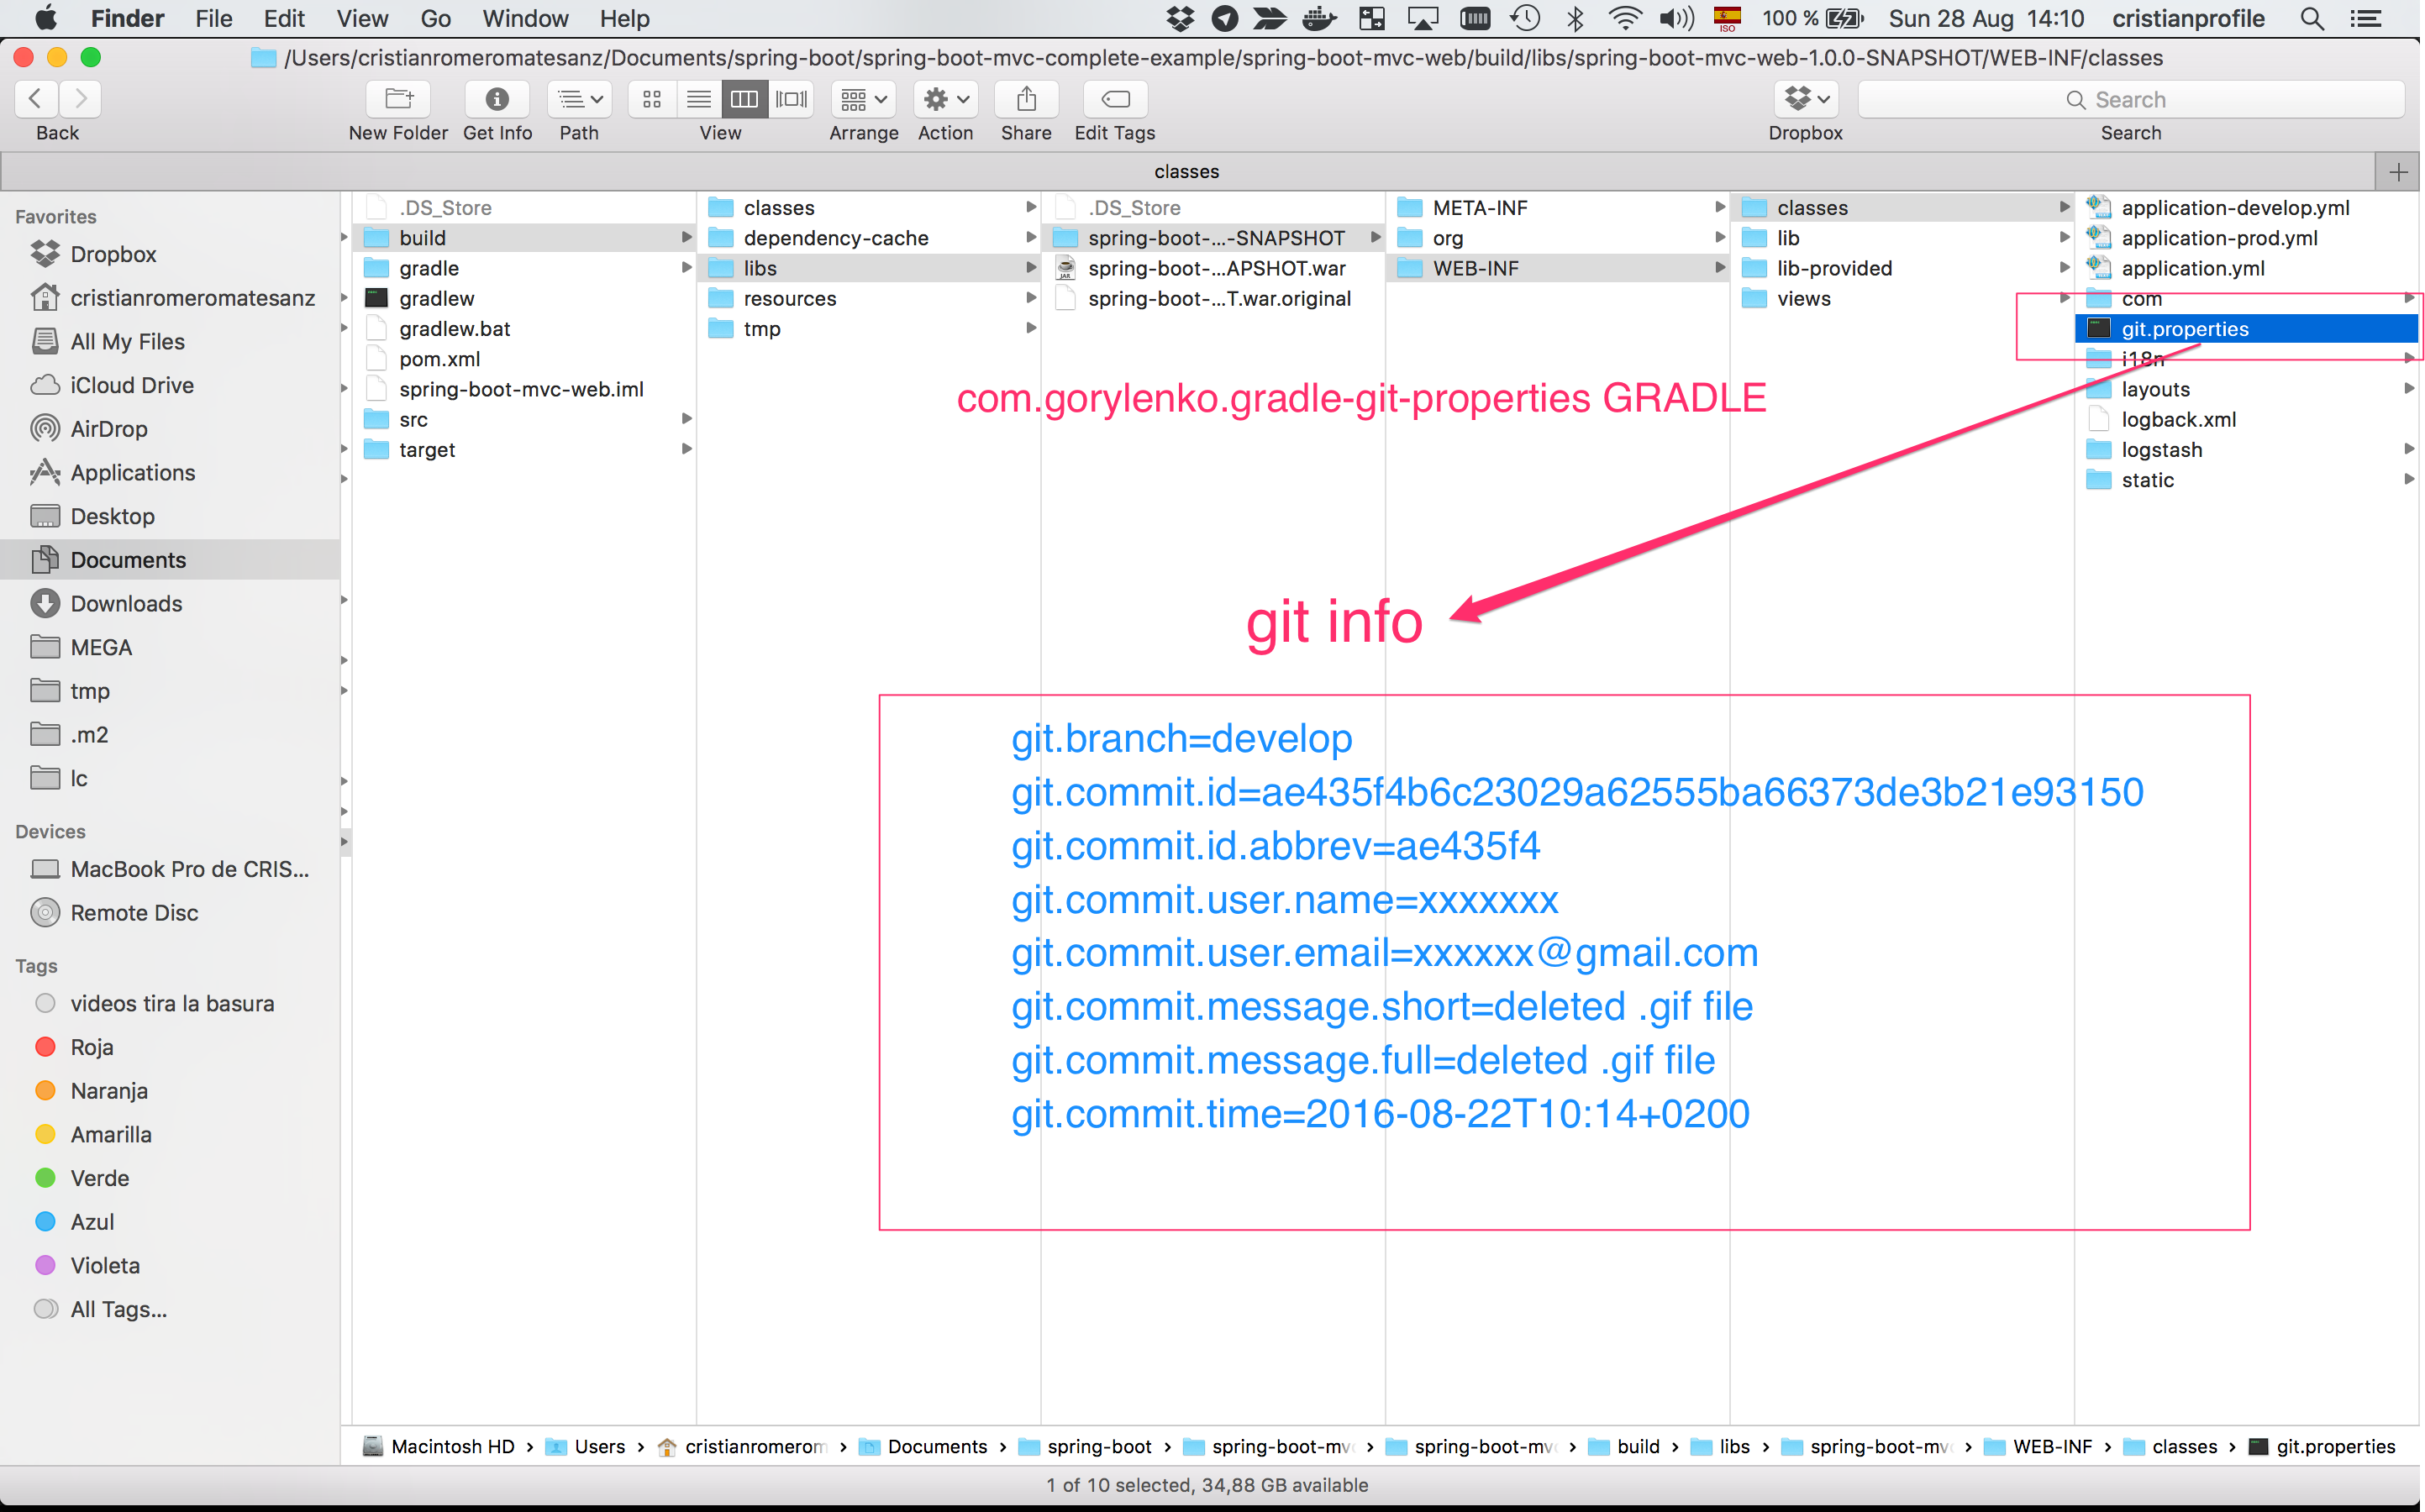 Finder File Edit View Go Window Help 100 % Sun 28 Aug 14:10 cristianprofile
ISO
/Users/cristianromeromatesanz/Documents/spring-boot/spring-boot-mvc-complete-example/spring-boot-mvc-web/build/libs/spring-boot-mvc-web-1.0.0-SNAPSHOT/WEB-INF/classes
Search
Back New Folder Get Info Path View Arrange Action Share Edit Tags Dropbox Search
classes
Favorites
Dropbox
cristianromeromatesanz
All My Files
iCloud Drive
AirDrop
Applications
Desktop
Documents
Downloads
MEGA
tmp
.m2
lc
Devices
MacBook Pro de CRIS...
Remote Disc
Tags
videos tira la basura
Roja
Naranja
Amarilla
Verde
Azul
Violeta
All Tags...
.DS_Store
build
gradle
gradlew
gradlew.bat
pom.xml
spring-boot-mvc-web.iml
src
target
classes
dependency-cache
libs
resources
tmp
.DS_Store
spring-boot-...-SNAPSHOT
spring-boot-...APSHOT.war
spring-boot-...T.war.original
META-INF
org
WEB-INF
classes
lib
lib-provided
views
application-develop.yml
application-prod.yml
application.yml
com
git.properties
i18n
layouts
logback.xml
logstash
static
com.gorylenko.gradle-git-properties GRADLE
git info
git.branch=develop
git.commit.id=ae435f4b6c23029a62555ba66373de3b21e93150
git.commit.id.abbrev=ae435f4
git.commit.user.name=xxxxxxx
git.commit.user.email=xxxxxx@gmail.com
git.commit.message.short=deleted .gif file
git.commit.message.full=deleted .gif file
git.commit.time=2016-08-22T10:14+0200
Macintosh HD › Users › cristianromerom › Documents › spring-boot › spring-boot-mv › spring-boot-mv › build › libs › spring-boot-mv › WEB-INF › classes › git.properties
1 of 10 selected, 34,88 GB available